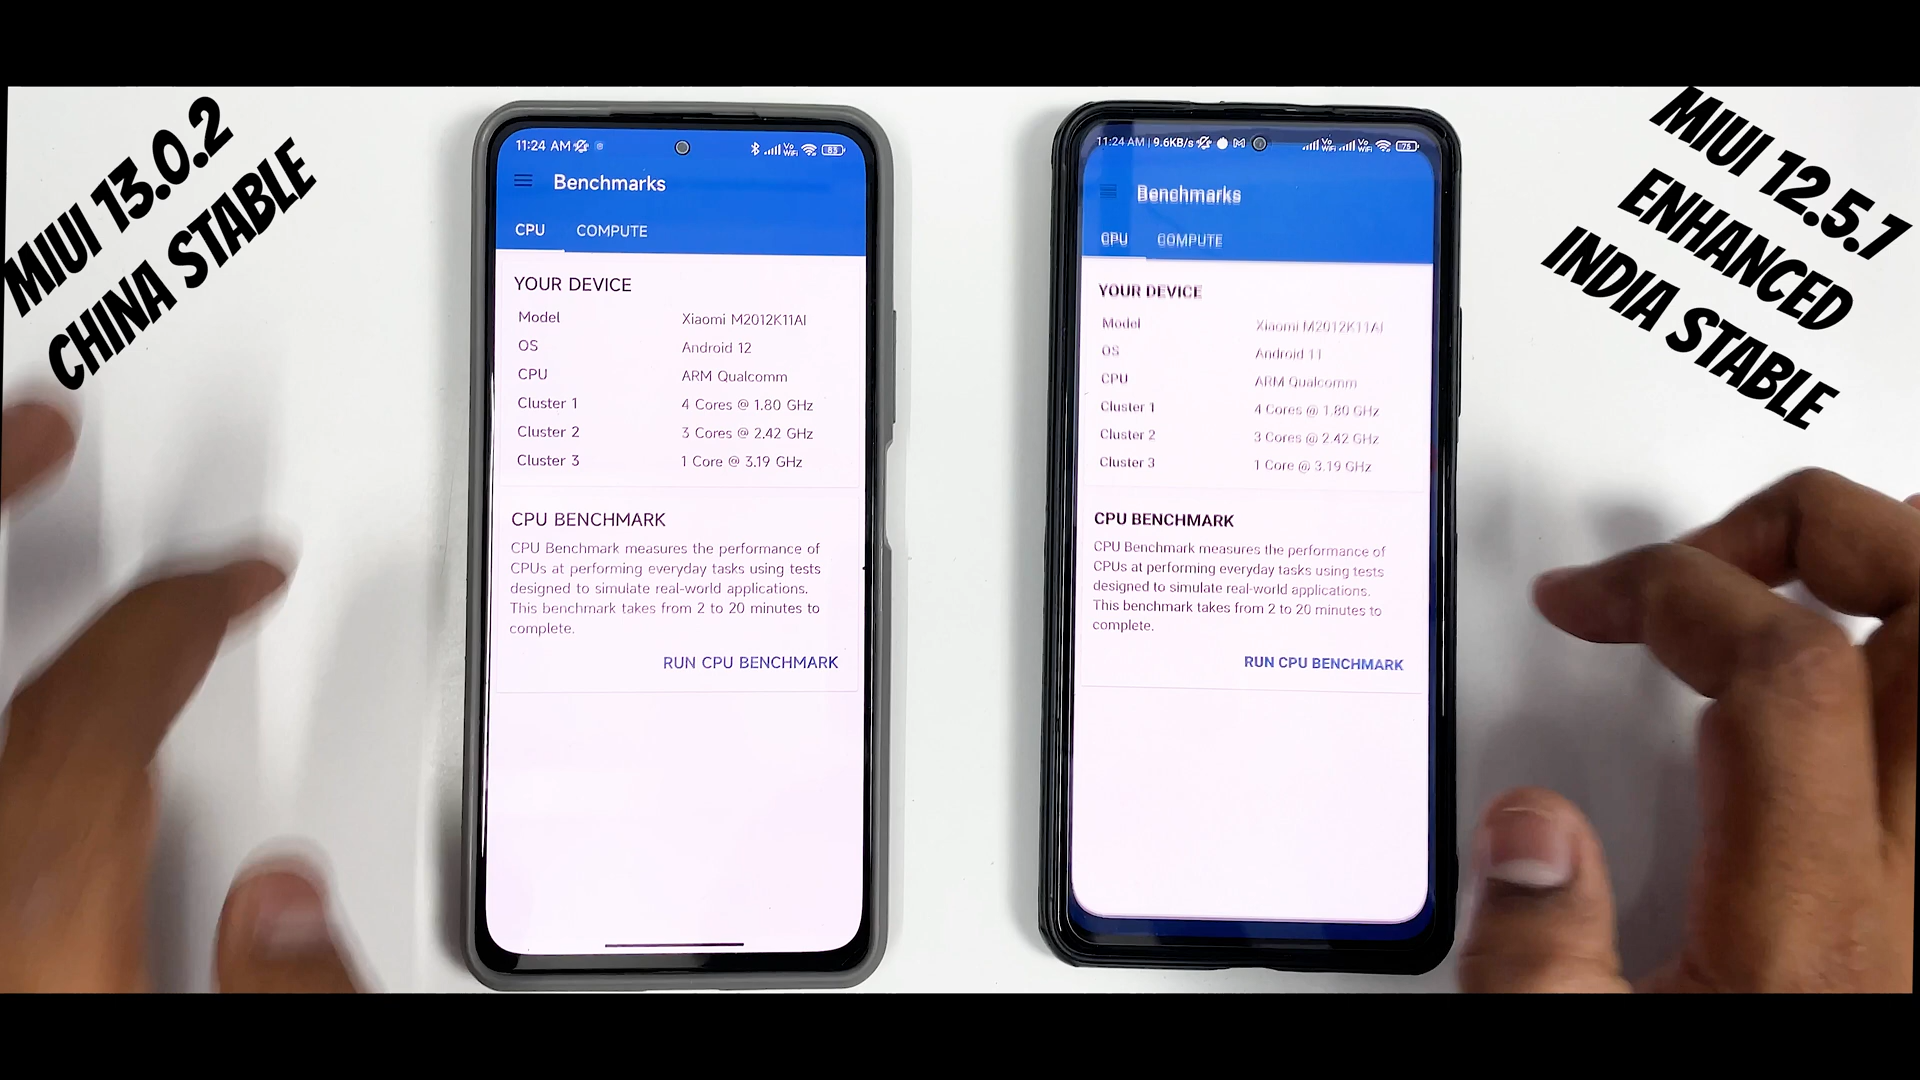 MIUI 13.0.2
CHINA STABLE
11:24 AM
Vo
WiFi
83
Benchmarks
CPU COMPUTE
YOUR DEVICE
Model Xiaomi M2012K11AI
OS Android 12
CPU ARM Qualcomm
Cluster 1 4 Cores @ 1.80 GHz
Cluster 2 3 Cores @ 2.42 GHz
Cluster 3 1 Core @ 3.19 GHz
CPU BENCHMARK
CPU Benchmark measures the performance of
CPUs at performing everyday tasks using tests
designed to simulate real-world applications.
This benchmark takes from 2 to 20 minutes to
complete.
RUN CPU BENCHMARK
11:24 AM | 9.6KB/s
Vo
WiFi
Vo
WiFi
75
Benchmarks
CPU COMPUTE
YOUR DEVICE
Model Xiaomi M2012K11AI
OS Android 11
CPU ARM Qualcomm
Cluster 1 4 Cores @ 1.80 GHz
Cluster 2 3 Cores @ 2.42 GHz
Cluster 3 1 Core @ 3.19 GHz
CPU BENCHMARK
CPU Benchmark measures the performance of
CPUs at performing everyday tasks using tests
designed to simulate real-world applications.
This benchmark takes from 2 to 20 minutes to
complete.
RUN CPU BENCHMARK
MIUI 12.5.7
ENHANCED
INDIA STABLE